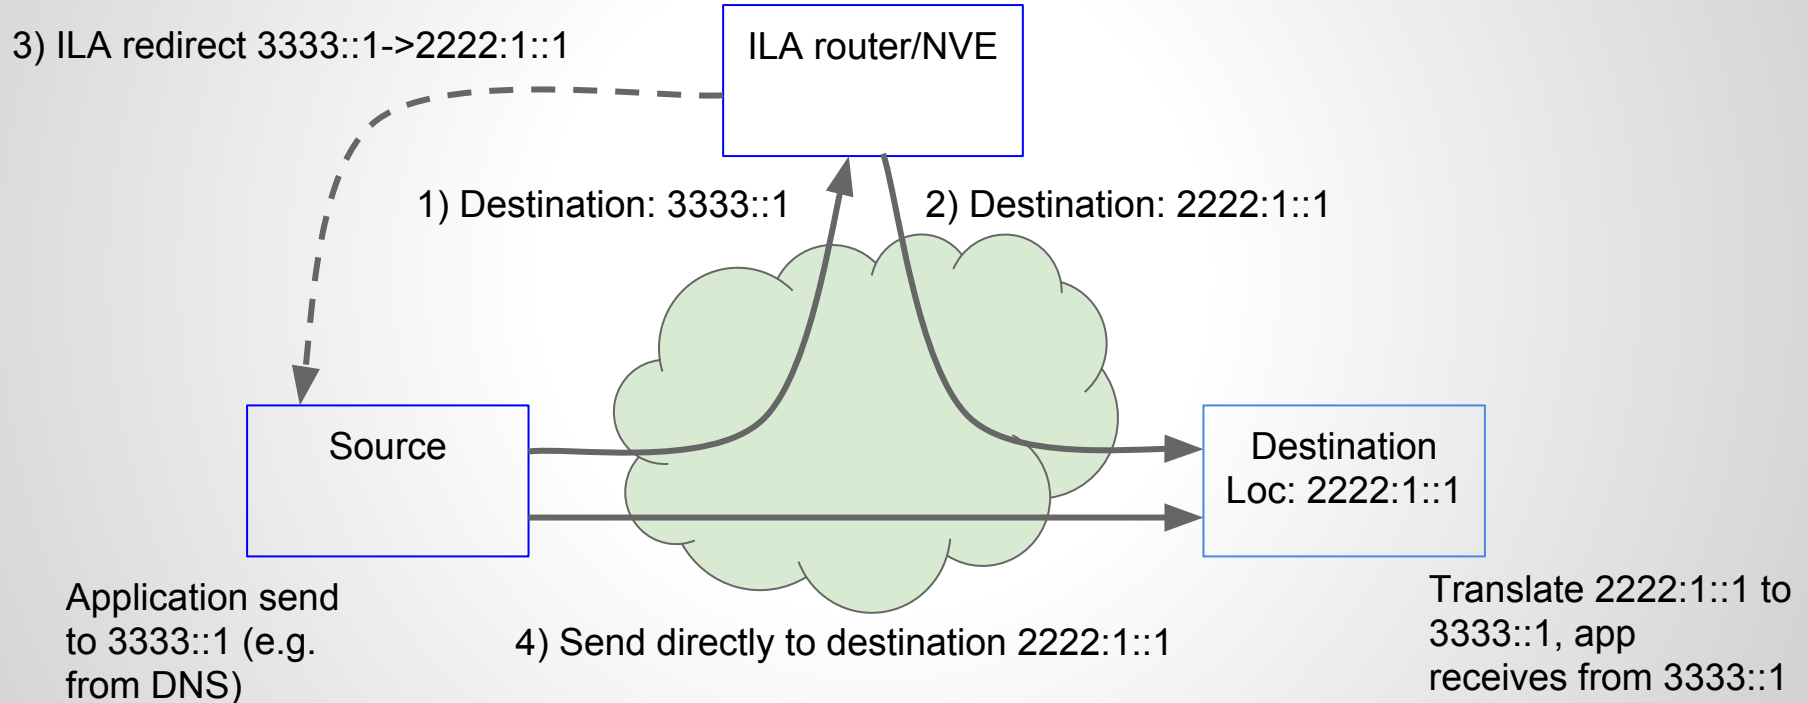 3) ILA redirect 3333::1->2222:1::1
ILA router/NVE
1) Destination: 3333::1
2) Destination: 2222:1::1
Source
Destination
Loc: 2222:1::1
Application send
to 3333::1 (e.g.
from DNS)
4) Send directly to destination 2222:1::1
Translate 2222:1::1 to
3333::1, app
receives from 3333::1